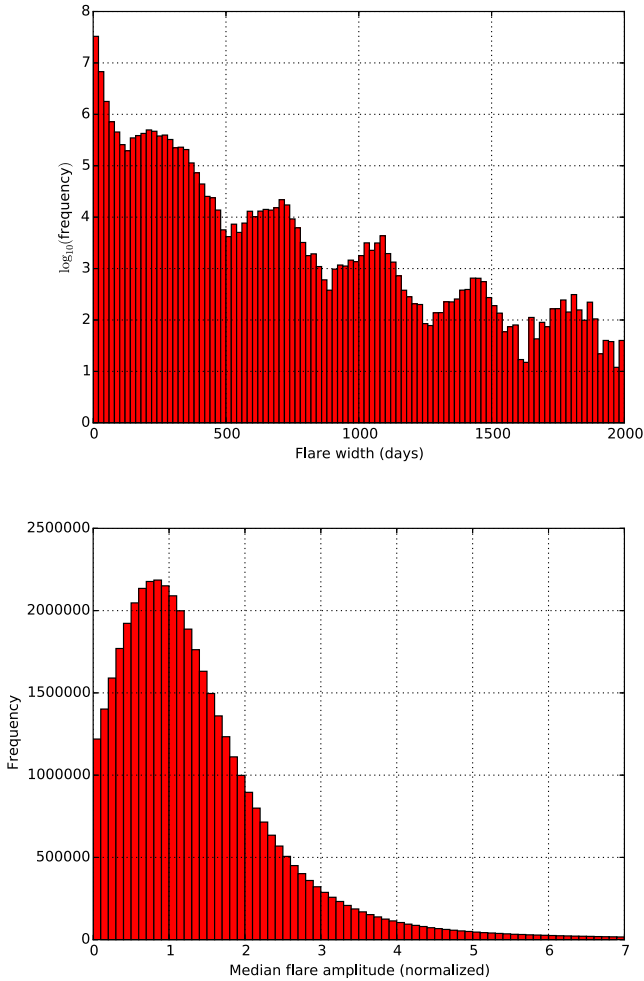 8
7
6
5
4
3
2
1
0
log₁₀(frequency)
0 500 1000 1500 2000
Flare width (days)
2500000
2000000
1500000
1000000
500000
0
Frequency
0 1 2 3 4 5 6 7
Median flare amplitude (normalized)